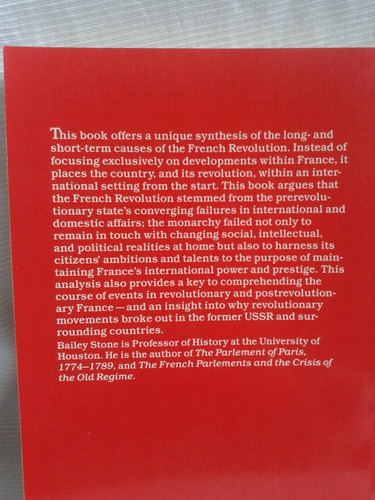 This book offers a unique synthesis of the long- and
short-term causes of the French Revolution. Instead of
focusing exclusively on developments within France, it
places the country, and its revolution, within an inter-
national setting from the start. This book argues that
the French Revolution stemmed from the prerevolu-
tionary state's converging failures in international and
domestic affairs; the monarchy failed not only to
remain in touch with changing social, intellectual,
and political realities at home but also to harness its
citizens' ambitions and talents to the purpose of main-
taining France's international power and prestige. This
analysis also provides a key to comprehending the
course of events in revolutionary and postrevolution-
ary France—and an insight into why revolutionary
movements broke out in the former USSR and sur-
rounding countries.
Bailey Stone is Professor of History at the University of
Houston. He is the author of The Parlement of Paris,
1774–1789, and The French Parlements and the Crisis of
the Old Regime.